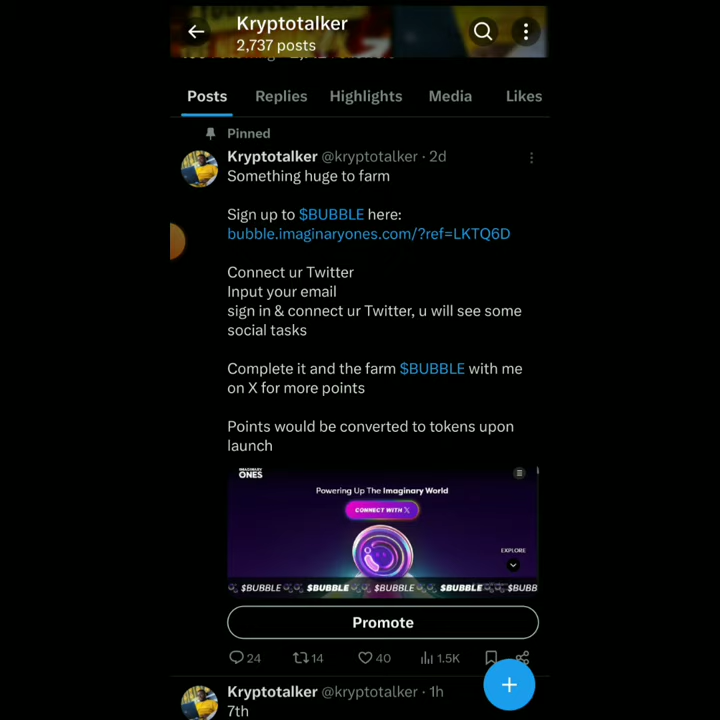 Kryptotalker
2,737 posts
Posts Replies Highlights Media Likes
Pinned
Kryptotalker @kryptotalker · 2d
Something huge to farm
Sign up to $BUBBLE here:
bubble.imaginaryones.com/?ref=LKTQ6D
Connect ur Twitter
Input your email
sign in & connect ur Twitter, u will see some
social tasks
Complete it and the farm $BUBBLE with me
on X for more points
Points would be converted to tokens upon
launch
IMAGINARY
ONES
Powering Up The Imaginary World
CONNECT WITH X
EXPLORE
$BUBBLE $BUBBLE $BUBBLE $BUBBLE $BUBB
Promote
24 14 40 1.5K
Kryptotalker @kryptotalker · 1h
7th